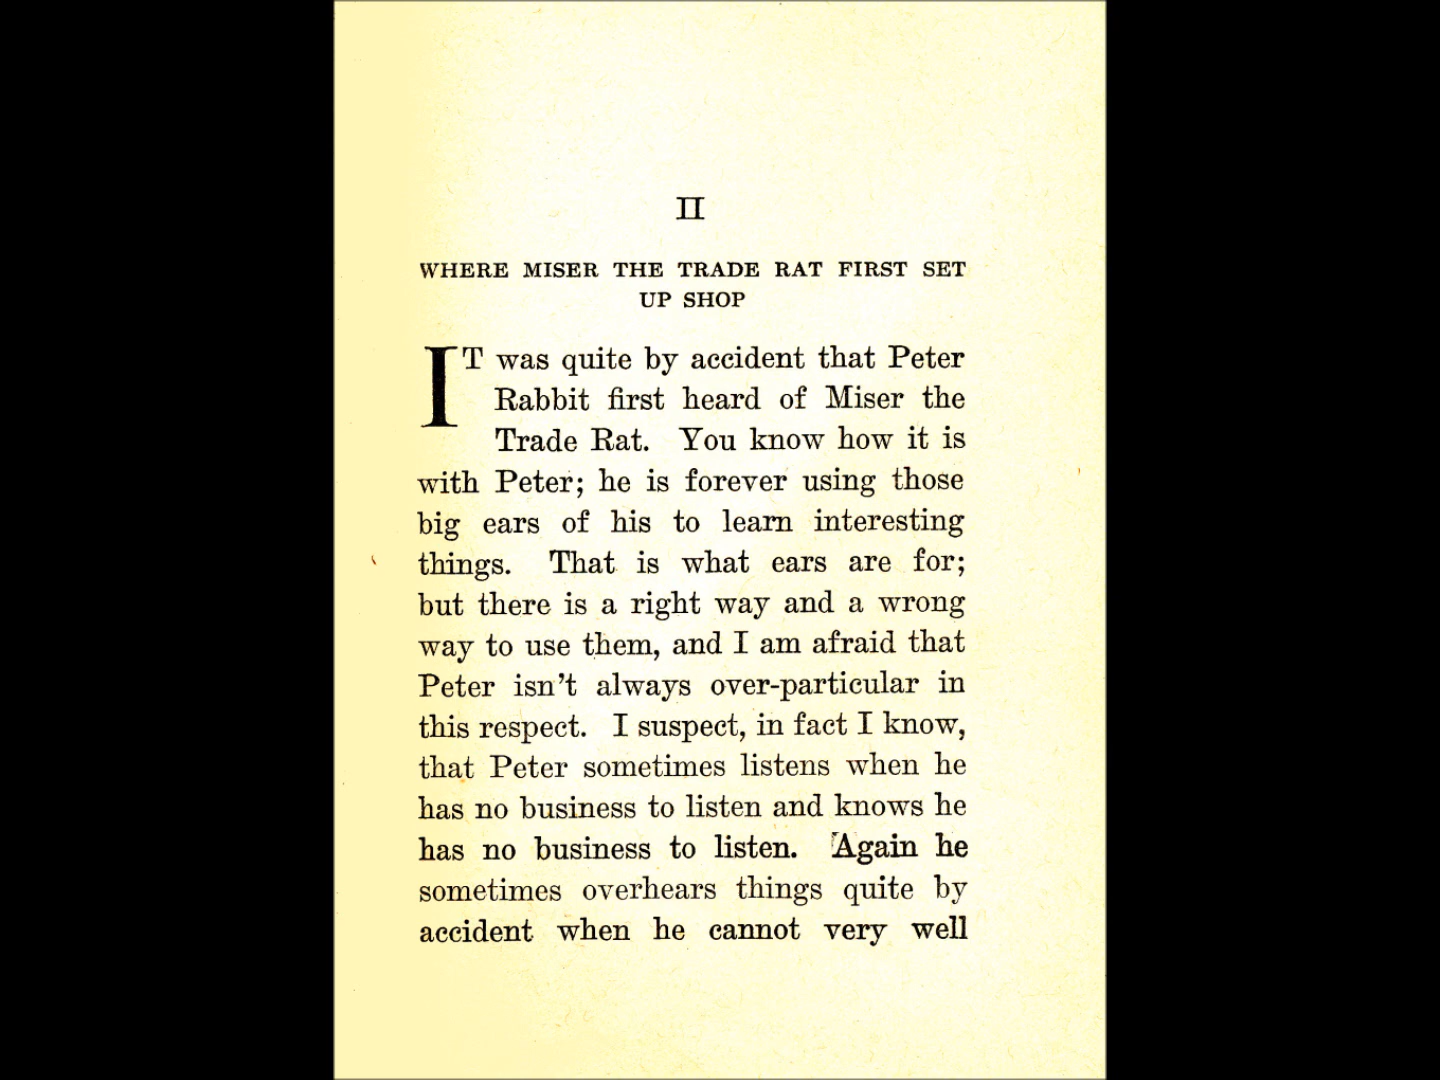 II
WHERE MISER THE TRADE RAT FIRST SET
UP SHOP
IT was quite by accident that Peter
Rabbit first heard of Miser the
Trade Rat. You know how it is
with Peter; he is forever using those
big ears of his to learn interesting
things. That is what ears are for;
but there is a right way and a wrong
way to use them, and I am afraid that
Peter isn't always over-particular in
this respect. I suspect, in fact I know,
that Peter sometimes listens when he
has no business to listen and knows he
has no business to listen. Again he
sometimes overhears things quite by
accident when he cannot very well